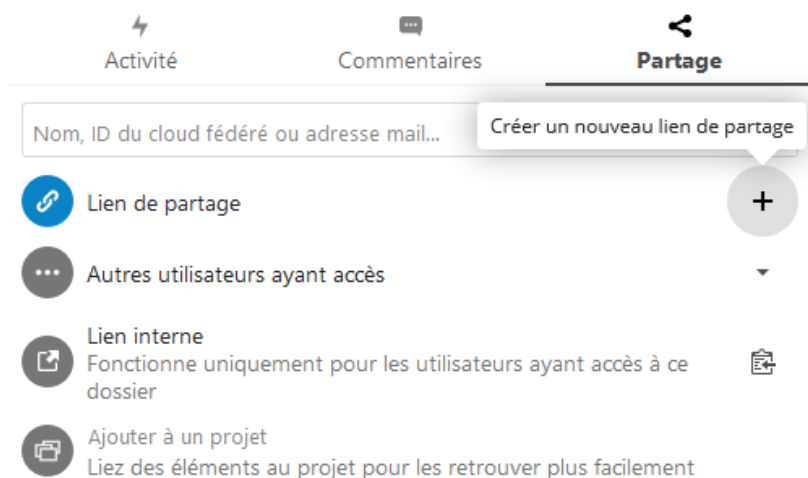 Activité
Commentaires
Partage
Nom, ID du cloud fédéré ou adresse mail...
Créer un nouveau lien de partage
Lien de partage
Autres utilisateurs ayant accès
Lien interne
Fonctionne uniquement pour les utilisateurs ayant accès à ce
dossier
Ajouter à un projet
Liez des éléments au projet pour les retrouver plus facilement